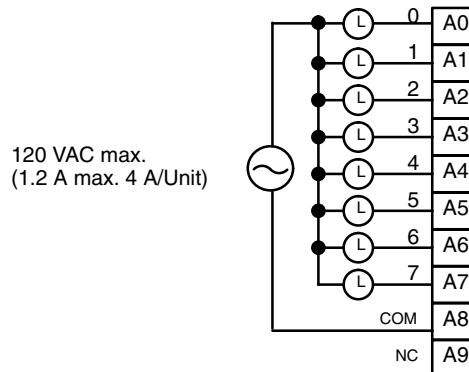 L 0 A0
L 1 A1
L 2 A2
L 3 A3
120 VAC max.
(1.2 A max. 4 A/Unit)
L 4 A4
L 5 A5
L 6 A6
L 7 A7
COM A8
NC A9